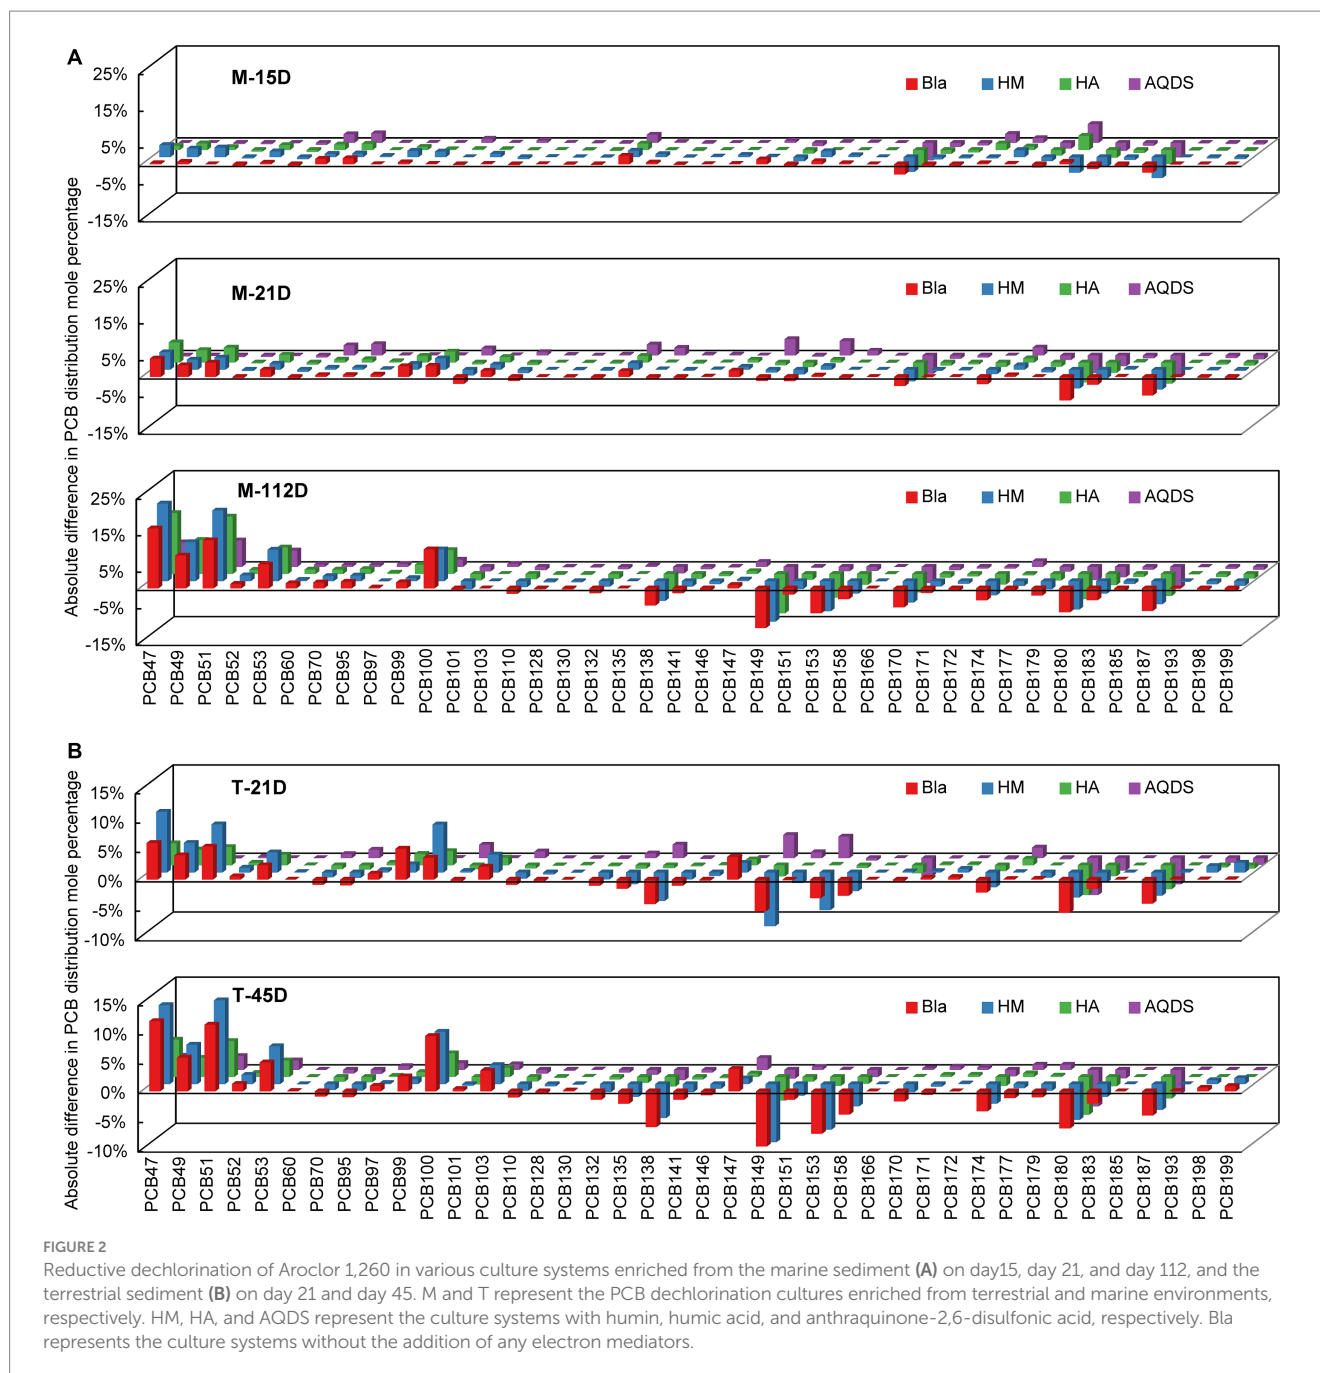 A
M-15D
Bla HM HA AQDS
25%
15%
5%
-5%
-15%
M-21D
Bla HM HA AQDS
25%
15%
5%
-5%
-15%
M-112D
Bla HM HA AQDS
25%
15%
5%
-5%
-15%
Absolute difference in PCB distribution mole percentage
PCB47
PCB49
PCB51
PCB52
PCB53
PCB60
PCB70
PCB95
PCB97
PCB99
PCB100
PCB101
PCB103
PCB110
PCB128
PCB130
PCB132
PCB135
PCB138
PCB141
PCB146
PCB147
PCB149
PCB151
PCB153
PCB158
PCB166
PCB170
PCB171
PCB172
PCB174
PCB177
PCB179
PCB180
PCB183
PCB185
PCB187
PCB193
PCB198
PCB199
B
T-21D
Bla HM HA AQDS
15%
10%
5%
0%
-5%
-10%
T-45D
Bla HM HA AQDS
15%
10%
5%
0%
-5%
-10%
Absolute difference in PCB distribution mole percentage
PCB47
PCB49
PCB51
PCB52
PCB53
PCB60
PCB70
PCB95
PCB97
PCB99
PCB100
PCB101
PCB103
PCB110
PCB128
PCB130
PCB132
PCB135
PCB138
PCB141
PCB146
PCB147
PCB149
PCB151
PCB153
PCB158
PCB166
PCB170
PCB171
PCB172
PCB174
PCB177
PCB179
PCB180
PCB183
PCB185
PCB187
PCB193
PCB198
PCB199
FIGURE 2
Reductive dechlorination of Aroclor 1,260 in various culture systems enriched from the marine sediment (A) on day15, day 21, and day 112, and the
terrestrial sediment (B) on day 21 and day 45. M and T represent the PCB dechlorination cultures enriched from terrestrial and marine environments,
respectively. HM, HA, and AQDS represent the culture systems with humin, humic acid, and anthraquinone-2,6-disulfonic acid, respectively. Bla
represents the culture systems without the addition of any electron mediators.